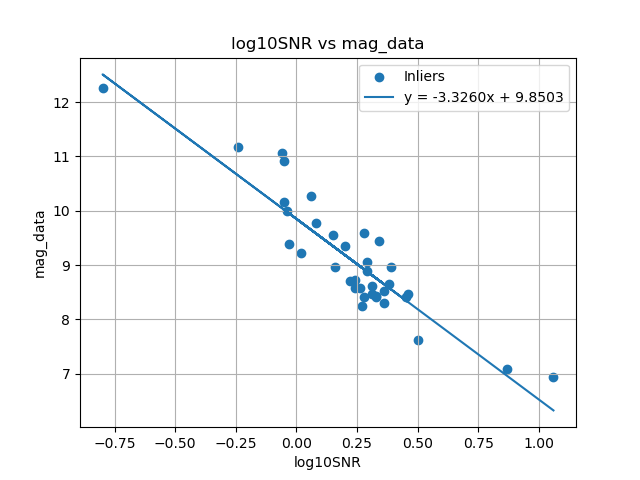 log10SNR vs mag_data
Inliers
y = -3.3260x + 9.8503
12
11
10
9
8
7
mag_data
−0.75 −0.50 −0.25 0.00 0.25 0.50 0.75 1.00
log10SNR